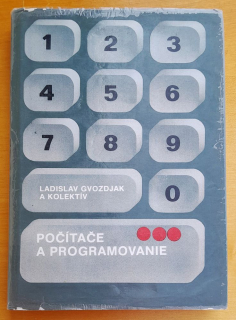 1 2 3
4 5 6
7 8 9
LADISLAV GVOZDJAK
A KOLEKTÍV
0
POČÍTAČE
A PROGRAMOVANIE